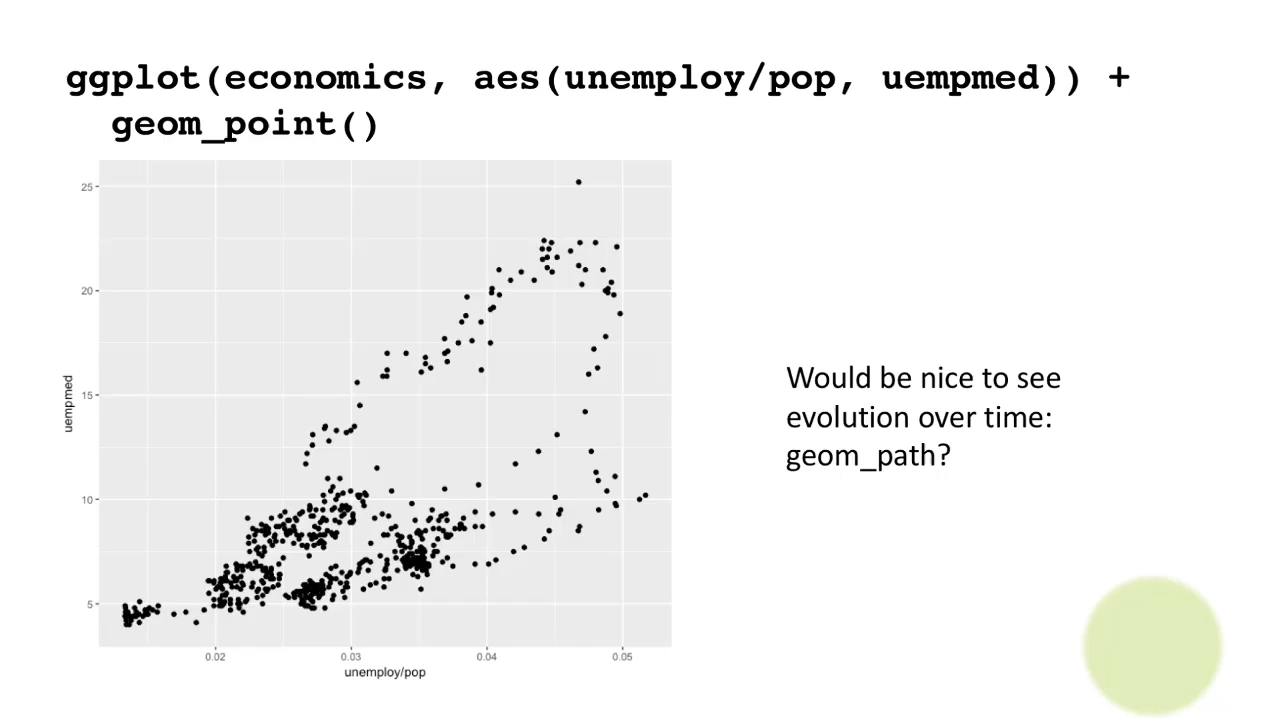 ggplot(economics, aes(unemploy/pop, uempmed)) +
geom_point()
25
20
15
10
5
uempmed
0.02 0.03 0.04 0.05
unemploy/pop
Would be nice to see
evolution over time:
geom_path?